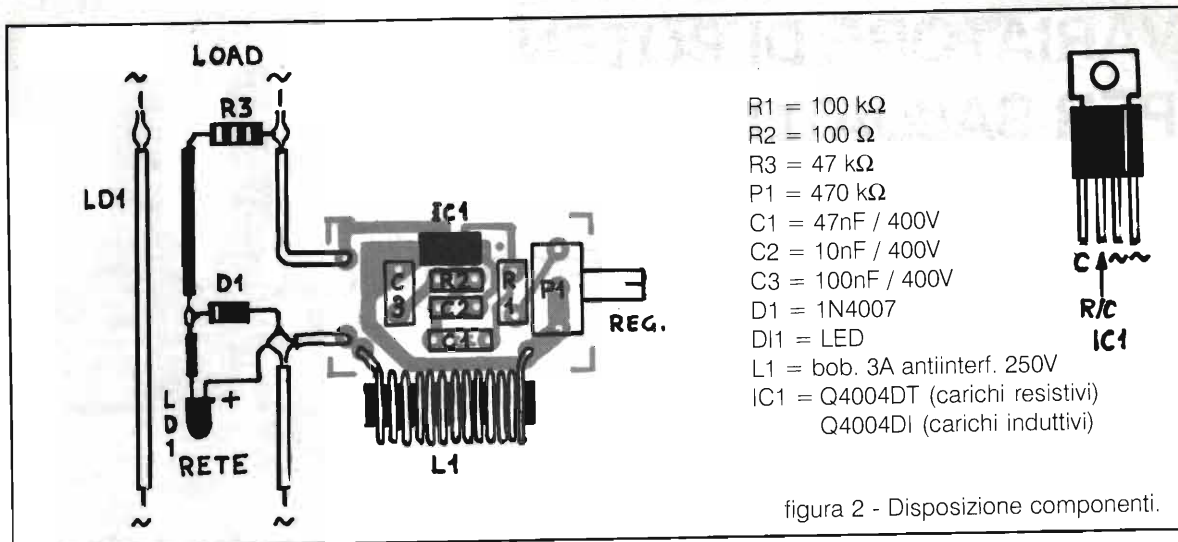 ~
LOAD
~
R3
LD1
D1
L
D
1
+
RETE
~
~
IC1
C
3
R2
C2
R
1
P1
REG.
L1
R1 = 100 kΩ
R2 = 100 Ω
R3 = 47 kΩ
P1 = 470 kΩ
C1 = 47nF / 400V
C2 = 10nF / 400V
C3 = 100nF / 400V
D1 = 1N4007
DI1 = LED
L1 = bob. 3A antiinterf. 250V
IC1 = Q4004DT (carichi resistivi)
Q4004DI (carichi induttivi)
C ~ ~
R/C
IC1
figura 2 - Disposizione componenti.